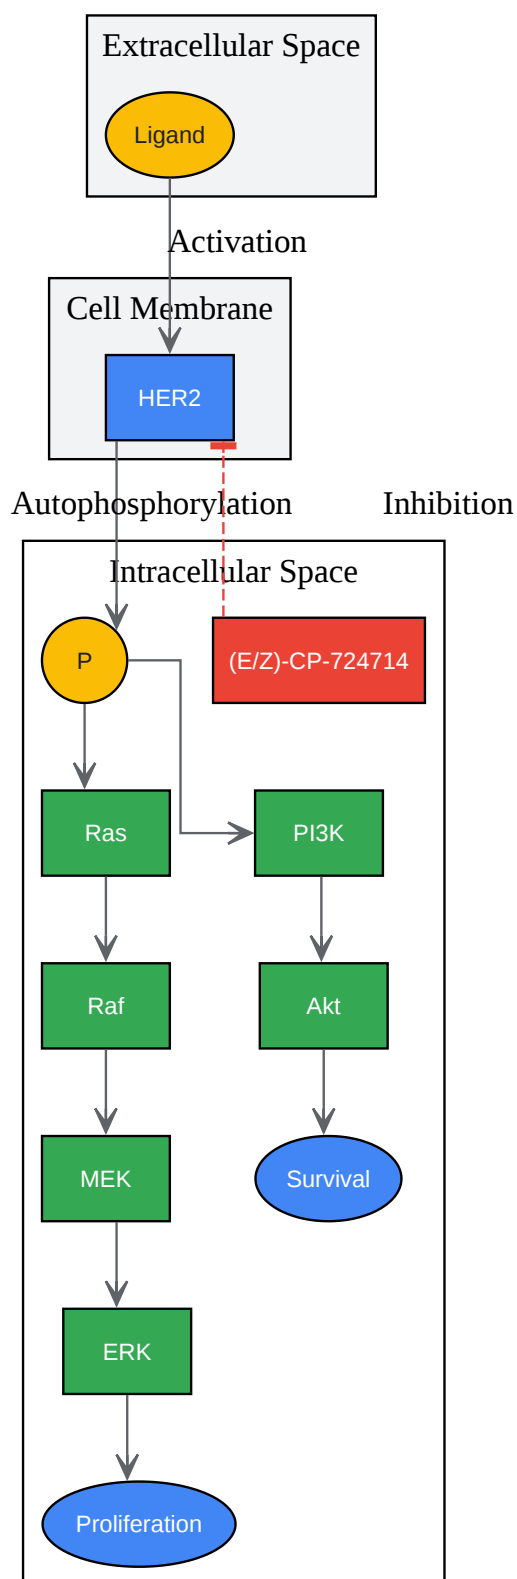 Extracellular Space
Ligand
Activation
Cell Membrane
HER2
Autophosphorylation
Inhibition
Intracellular Space
P
(E/Z)-CP-724714
Ras
PI3K
Raf
Akt
MEK
Survival
ERK
Proliferation